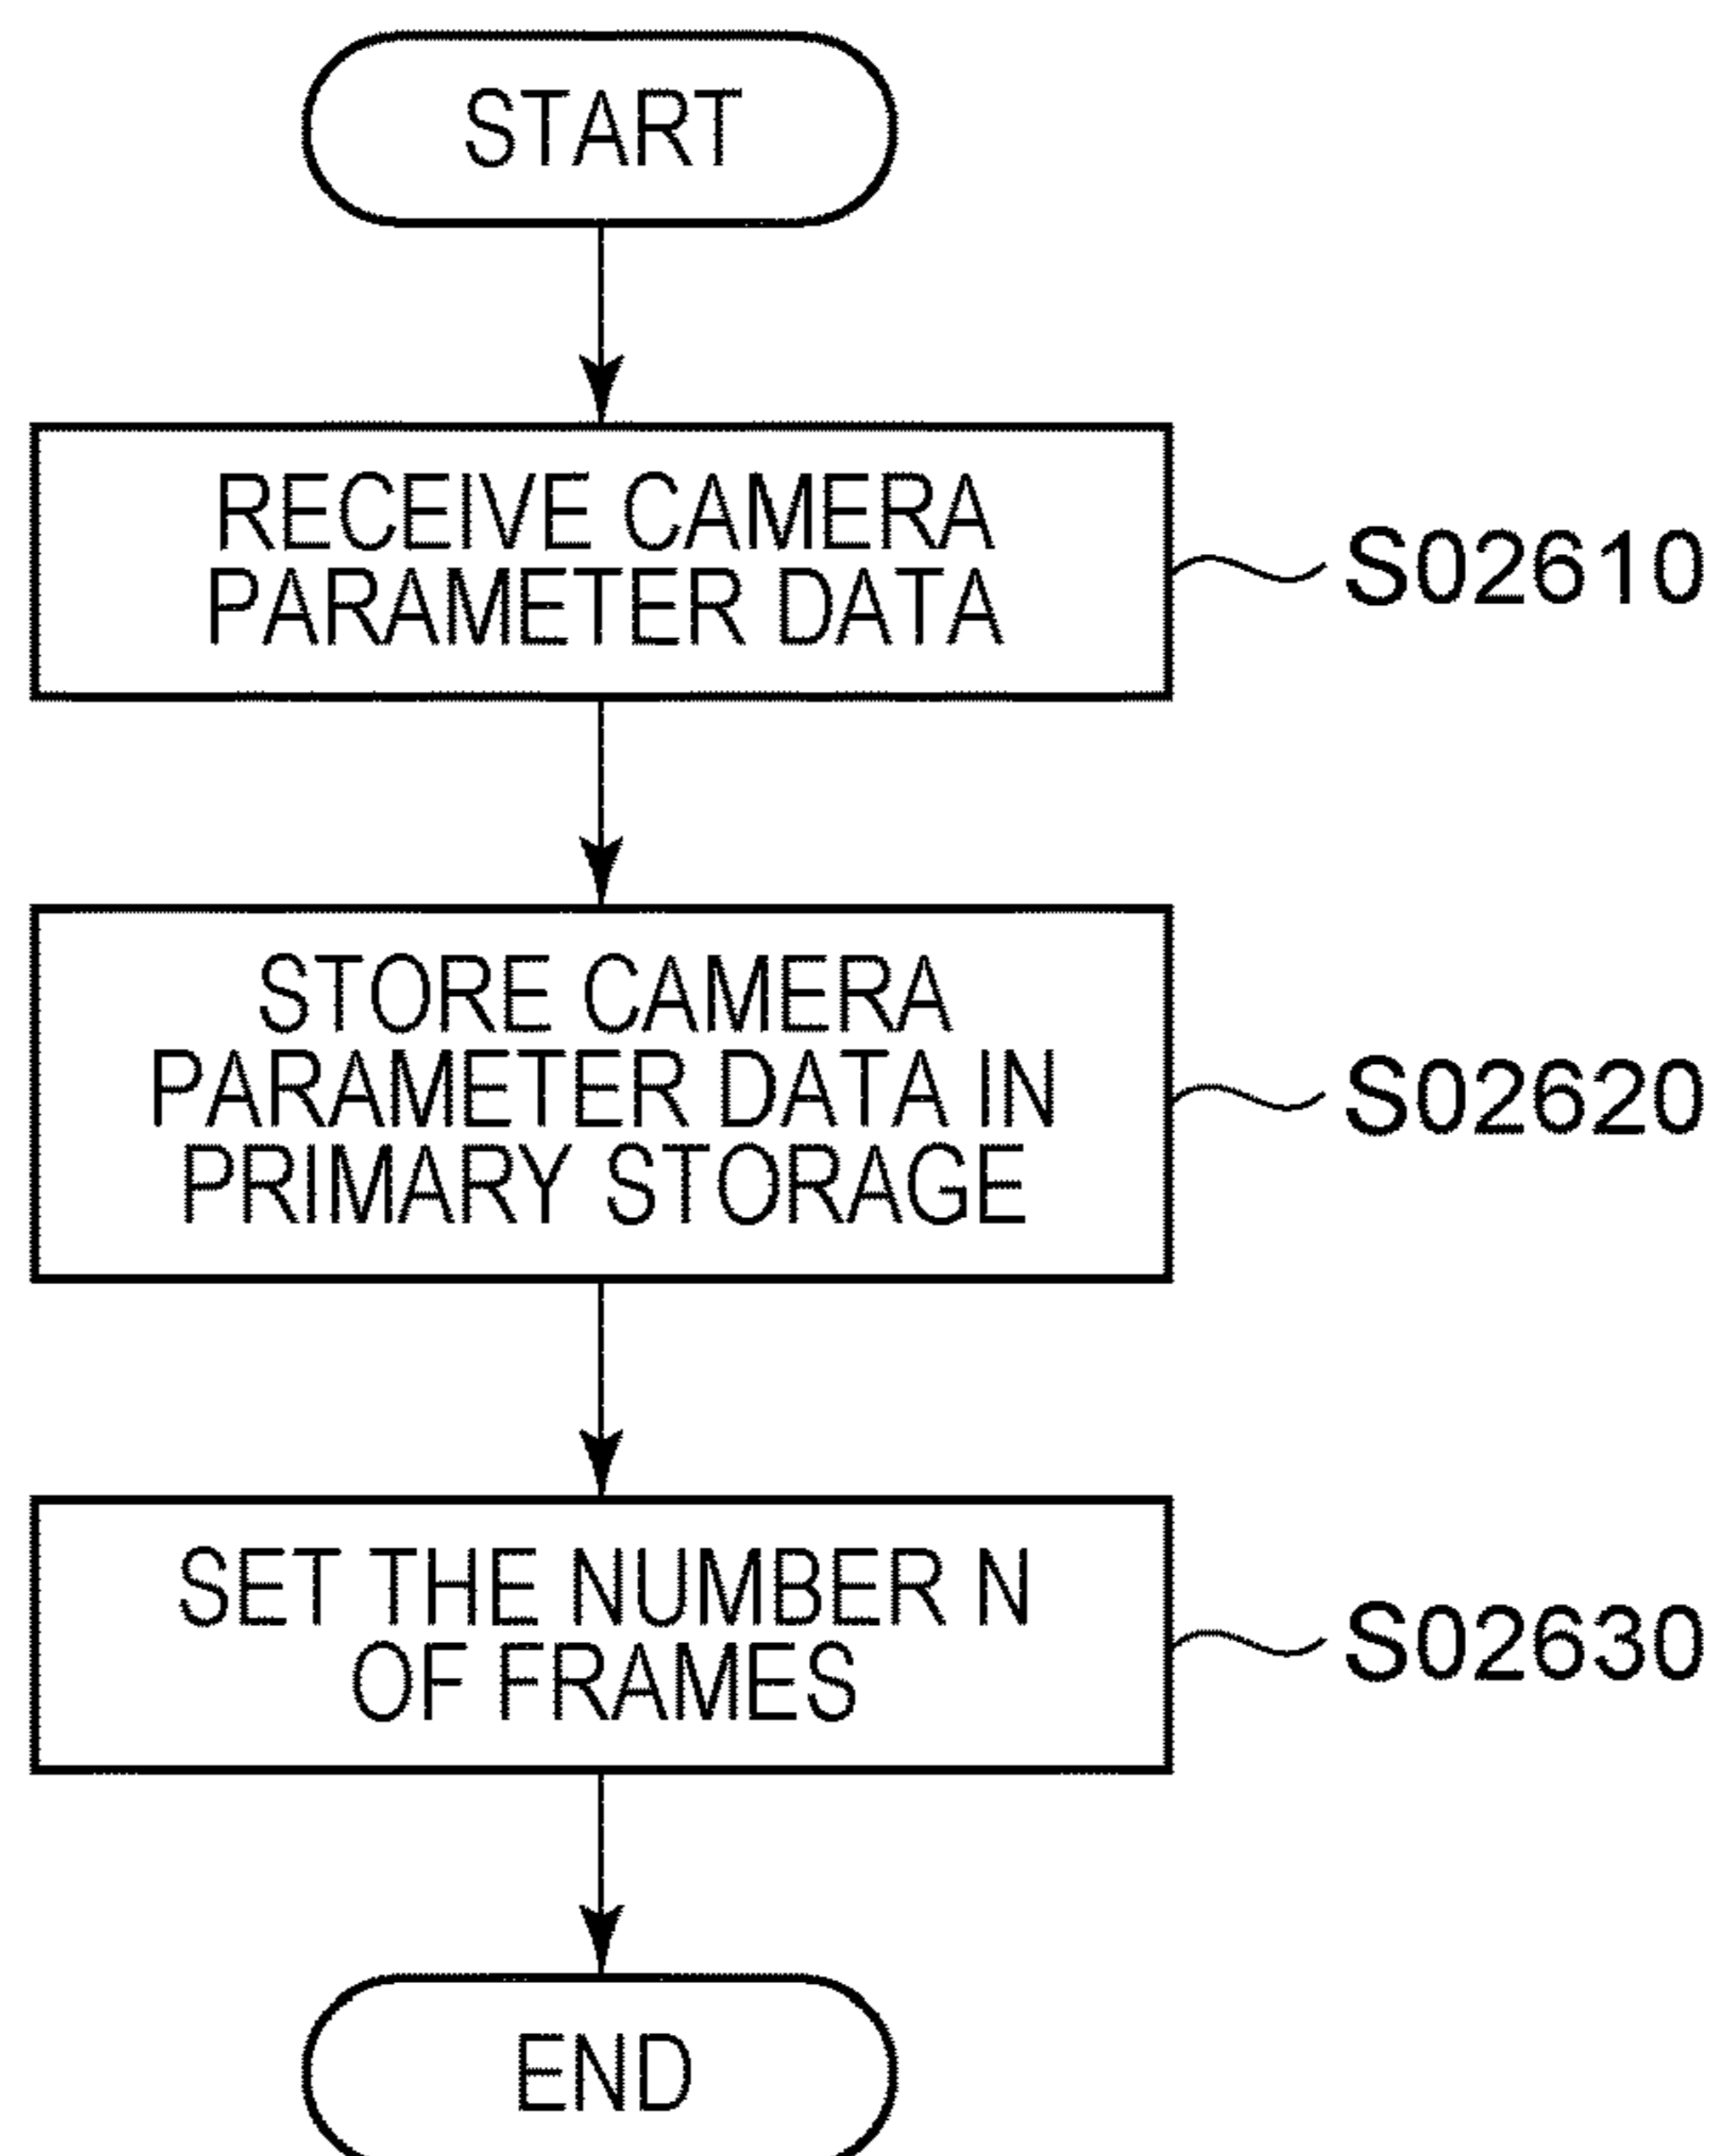 START
RECEIVE CAMERA
PARAMETER DATA
S02610
STORE CAMERA
PARAMETER DATA IN
PRIMARY STORAGE
S02620
SET THE NUMBER N
OF FRAMES
S02630
END